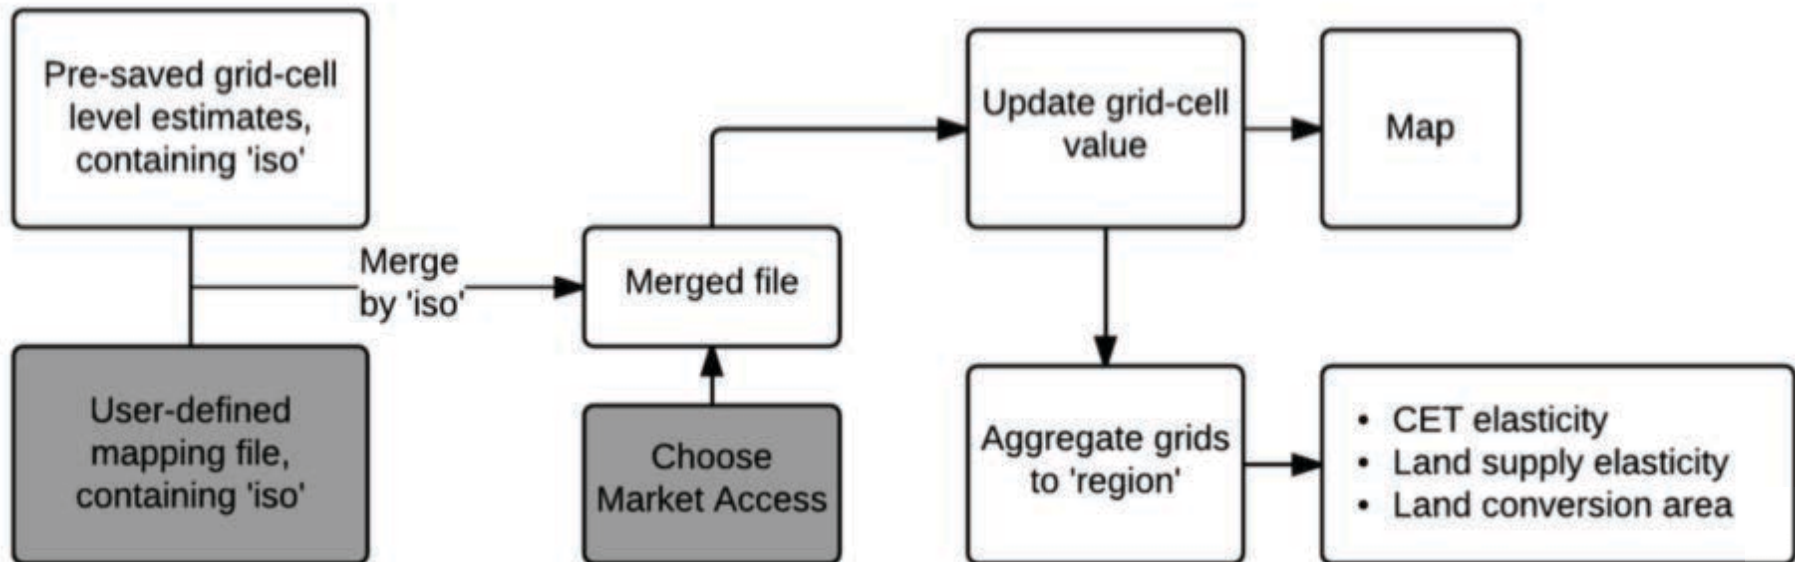 Pre-saved grid-cell
level estimates,
containing 'iso'
User-defined
mapping file,
containing 'iso'
Merge
by 'iso'
Merged file
Choose
Market Access
Update grid-cell
value
Map
Aggregate grids
to 'region'
• CET elasticity
• Land supply elasticity
• Land conversion area